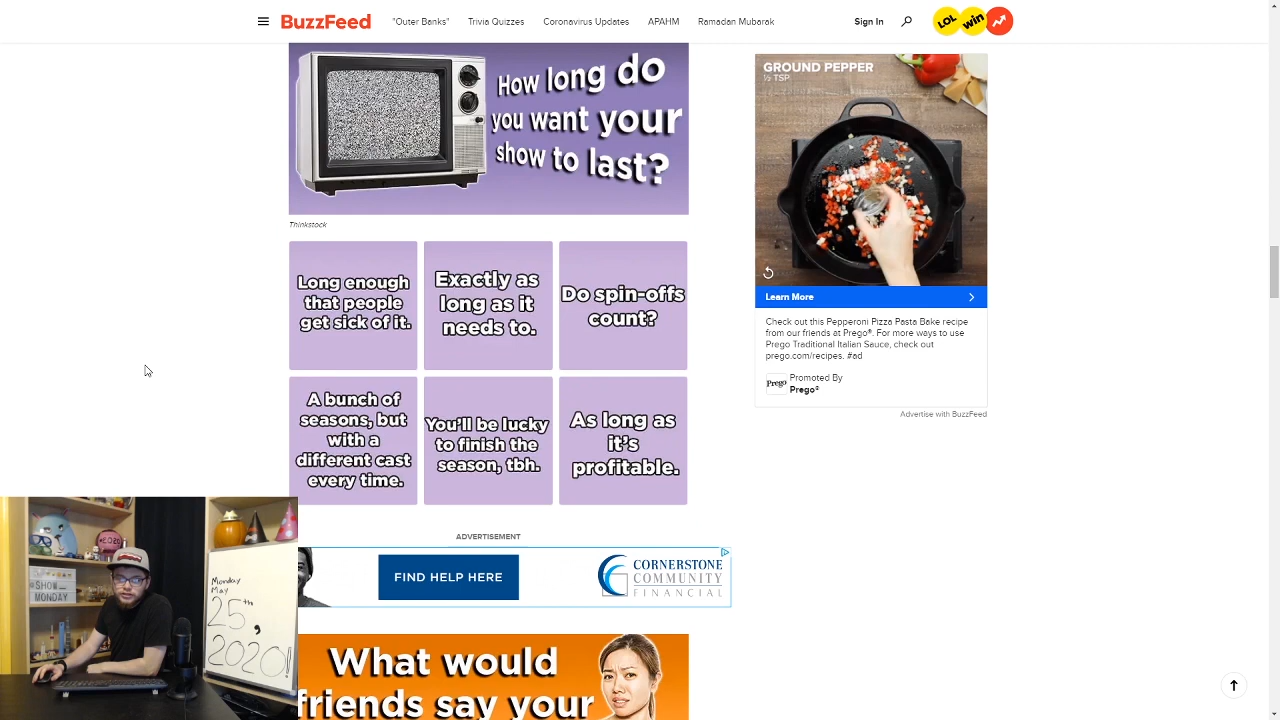 BuzzFeed
"Outer Banks"
Trivia Quizzes
Coronavirus Updates
APAHM
Ramadan Mubarak
Sign In
LOL
win
How long do
you want your
show to last?
Thinkstock
Long enough
that people
get sick of it.
Exactly as
long as it
needs to.
Do spin-offs
count?
A bunch of
seasons, but
with a
different cast
every time.
You'll be lucky
to finish the
season, tbh.
As long as
it's
profitable.
ADVERTISEMENT
FIND HELP HERE
CORNERSTONE
COMMUNITY
FINANCIAL
What would
friends say your
GROUND PEPPER
½ TSP
Learn More
Check out this Pepperoni Pizza Pasta Bake recipe
from our friends at Prego®. For more ways to use
Prego Traditional Italian Sauce, check out
prego.com/recipes. #ad
Prego
Promoted By
Prego®
Advertise with BuzzFeed
#SHOW
MONDAY
Monday
May
25th,
2020!